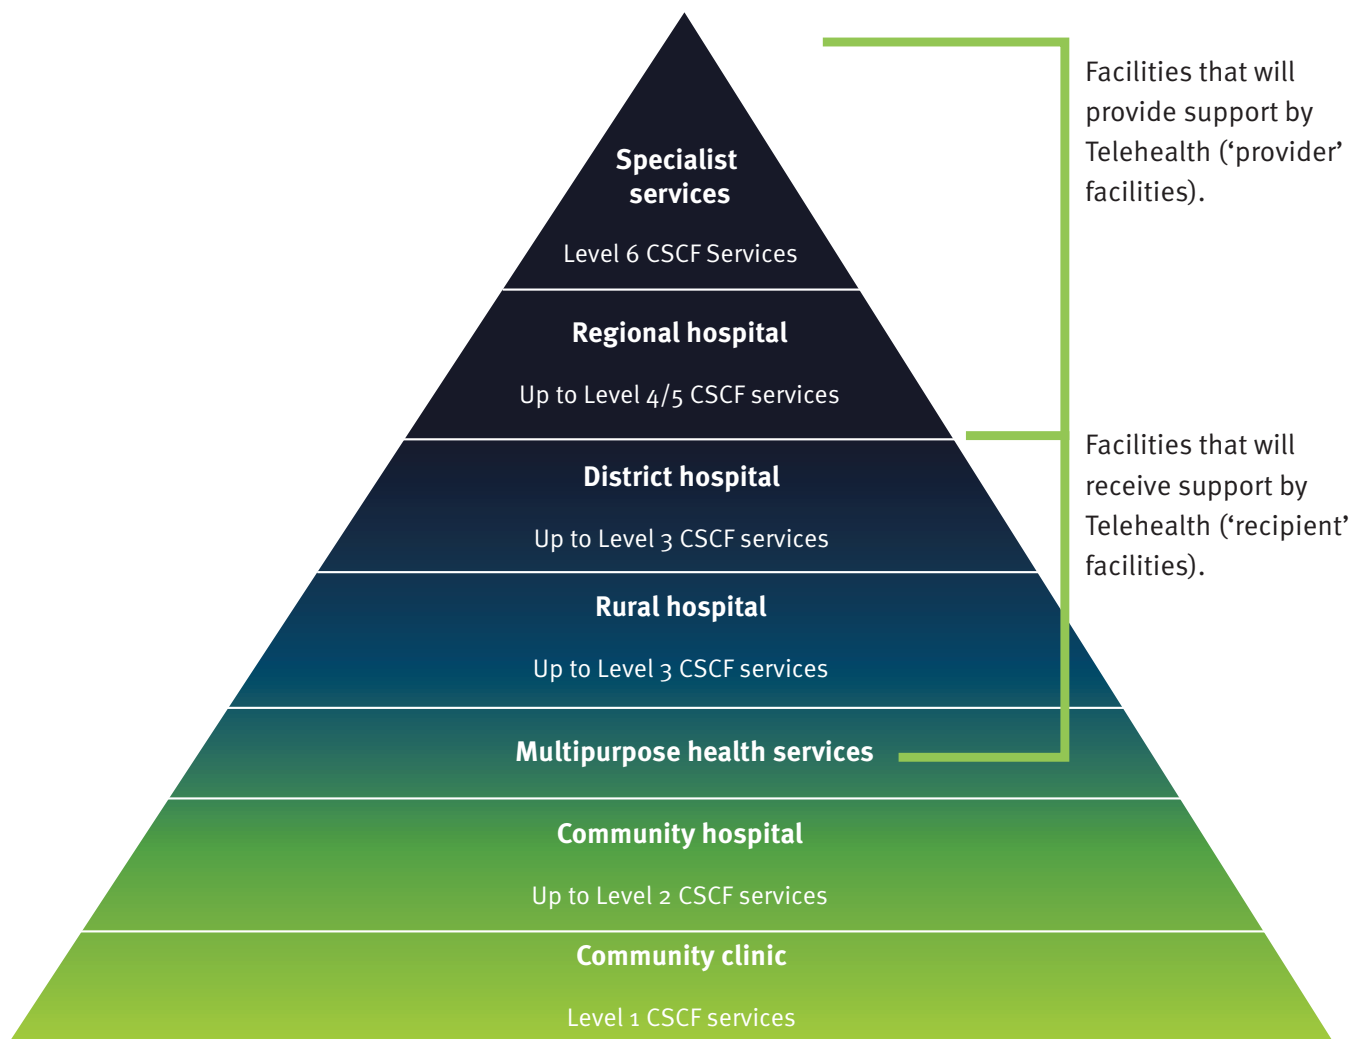 Specialist
services
Level 6 CSCF Services
Regional hospital
Up to Level 4/5 CSCF services
District hospital
Up to Level 3 CSCF services
Rural hospital
Up to Level 3 CSCF services
Multipurpose health services
Community hospital
Up to Level 2 CSCF services
Community clinic
Level 1 CSCF services
Facilities that will
provide support by
Telehealth (‘provider’
facilities).
Facilities that will
receive support by
Telehealth (‘recipient’
facilities).